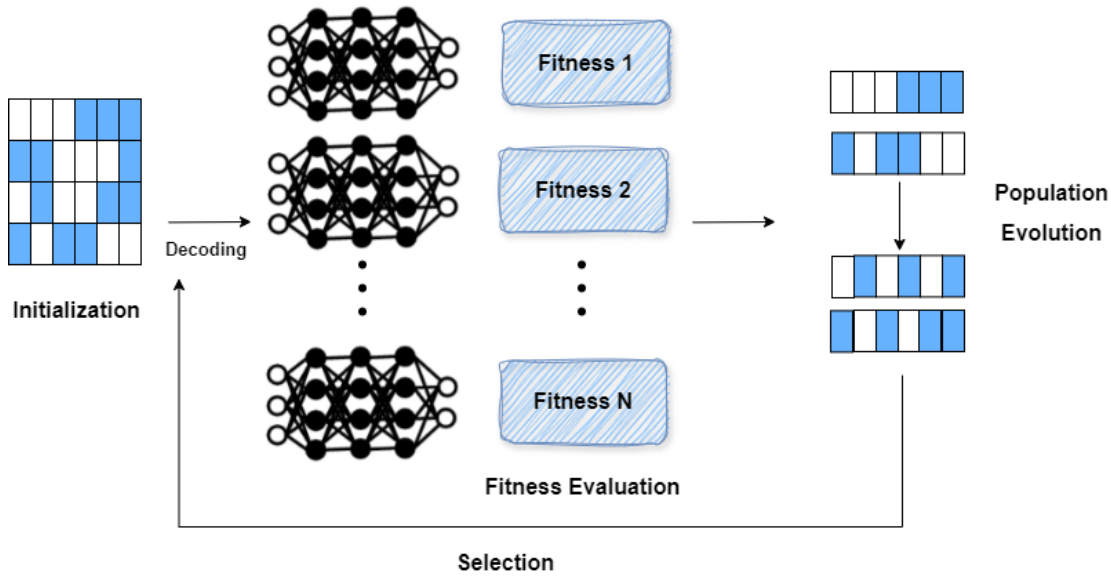 Fitness 1
Fitness 2
Population
Evolution
Decoding
Initialization
Fitness N
Fitness Evaluation
Selection